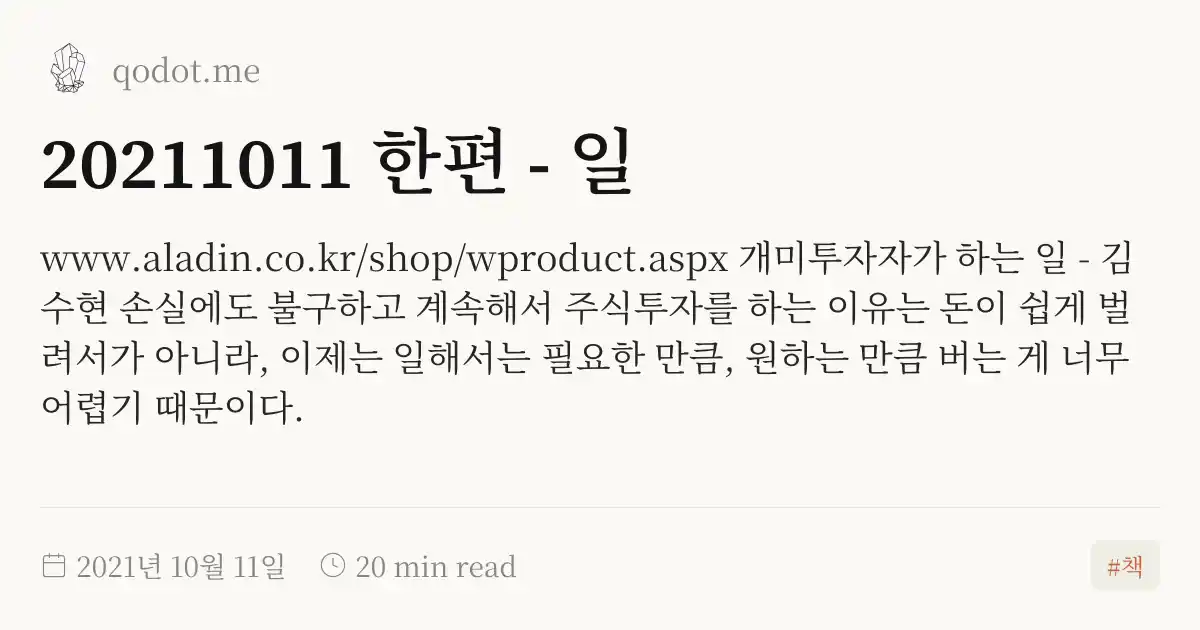 qodot.me
20211011 한편 - 일
www.aladin.co.kr/shop/wproduct.aspx 개미투자자가 하는 일 - 김
수현 손실에도 불구하고 계속해서 주식투자를 하는 이유는 돈이 쉽게 벌
려서가 아니라, 이제는 일해서는 필요한 만큼, 원하는 만큼 버는 게 너무
어렵기 때문이다.
2021년 10월 11일 20 min read #책